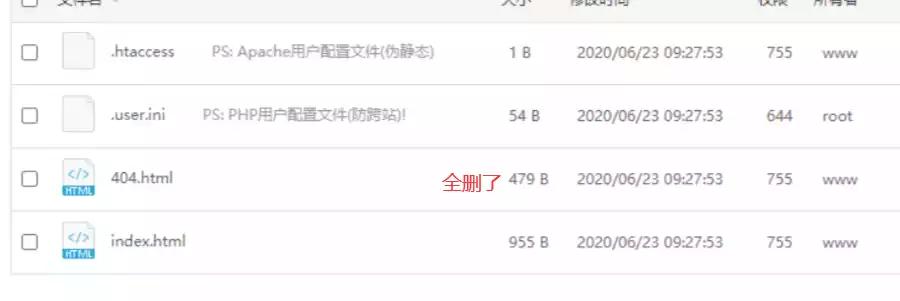 文件名 大小 修改时间 权限 所有者
.htaccess PS: Apache用户配置文件(伪静态) 1 B 2020/06/23 09:27:53 755 www
.user.ini PS: PHP用户配置文件(防跨站)! 54 B 2020/06/23 09:27:53 644 root
HTML 404.html 全删了 479 B 2020/06/23 09:27:53 755 www
HTML index.html 955 B 2020/06/23 09:27:53 755 www